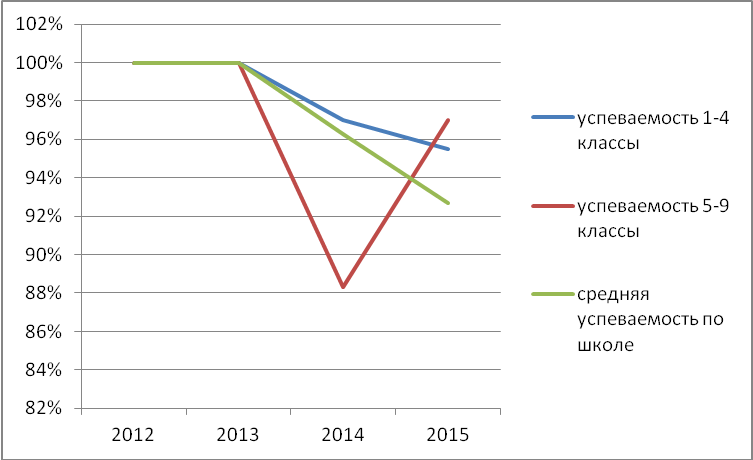 102%
100%
98%
96%
94%
92%
90%
88%
86%
84%
82%
2012 2013 2014 2015
успеваемость 1-4
классы
успеваемость 5-9
классы
средняя
успеваемость по
школе